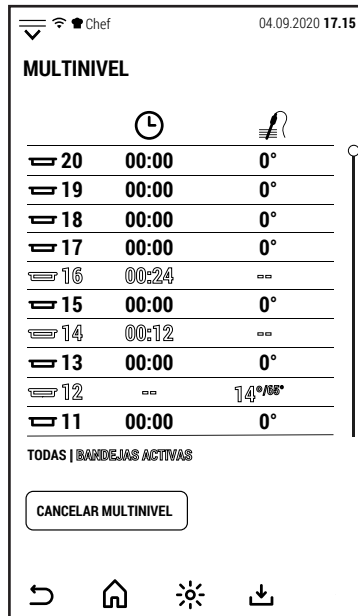 Chef 04.09.2020 17.15
MULTINIVEL
20 00:00 0°
19 00:00 0°
18 00:00 0°
17 00:00 0°
16 00:24 --
15 00:00 0°
14 00:12 --
13 00:00 0°
12 -- 14°/65°
11 00:00 0°
TODAS | BANDEJAS ACTIVAS
CANCELAR MULTINIVEL